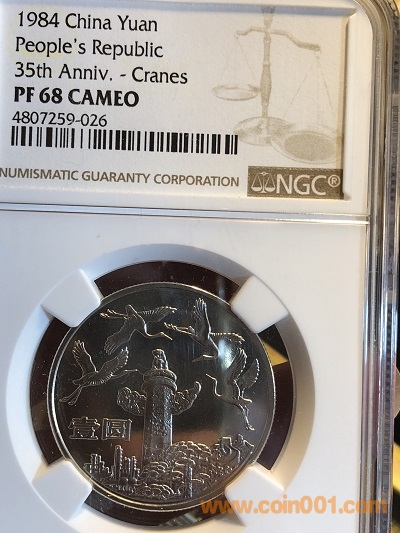 1984 China Yuan
People's Republic
35th Anniv. - Cranes
PF 68 CAMEO
4807259-026
NUMISMATIC GUARANTY CORPORATION NGC®
壹圆
www.coin001.com